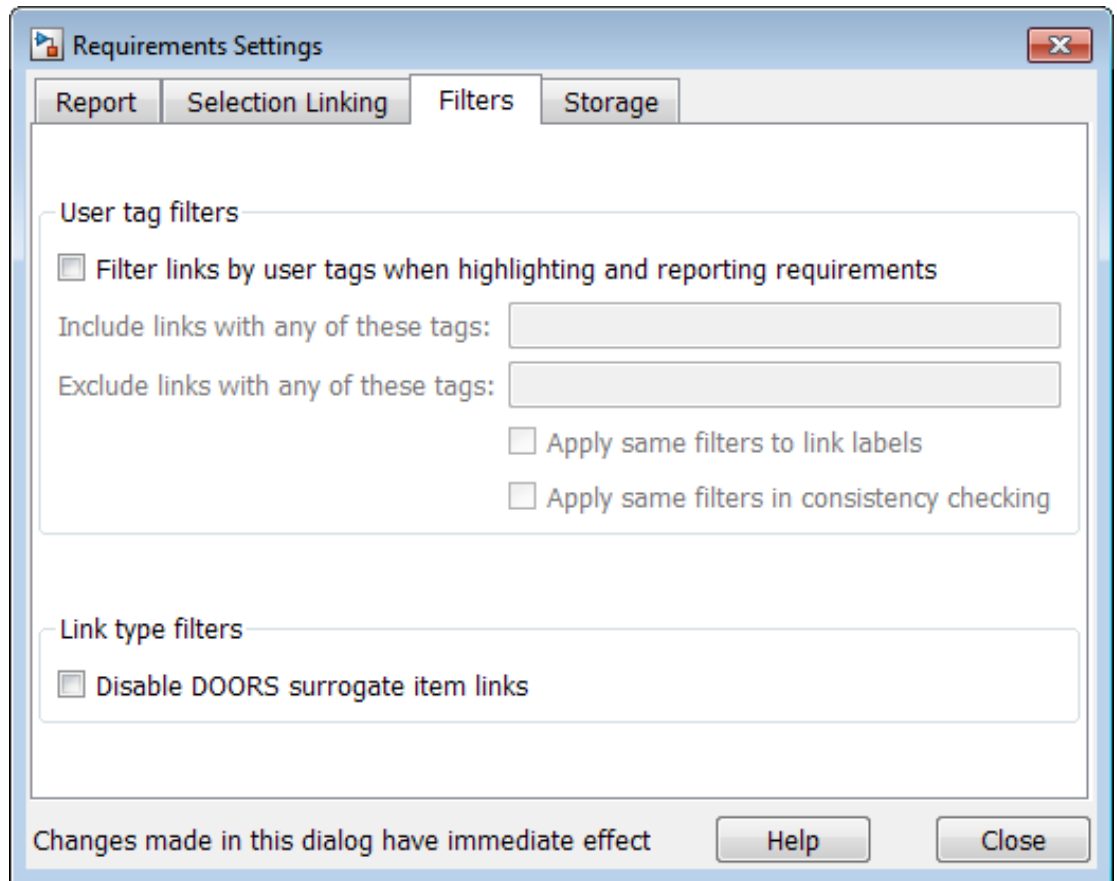 Requirements Settings
Report Selection Linking Filters Storage
User tag filters
Filter links by user tags when highlighting and reporting requirements
Include links with any of these tags:
Exclude links with any of these tags:
Apply same filters to link labels
Apply same filters in consistency checking
Link type filters
Disable DOORS surrogate item links
Changes made in this dialog have immediate effect Help Close